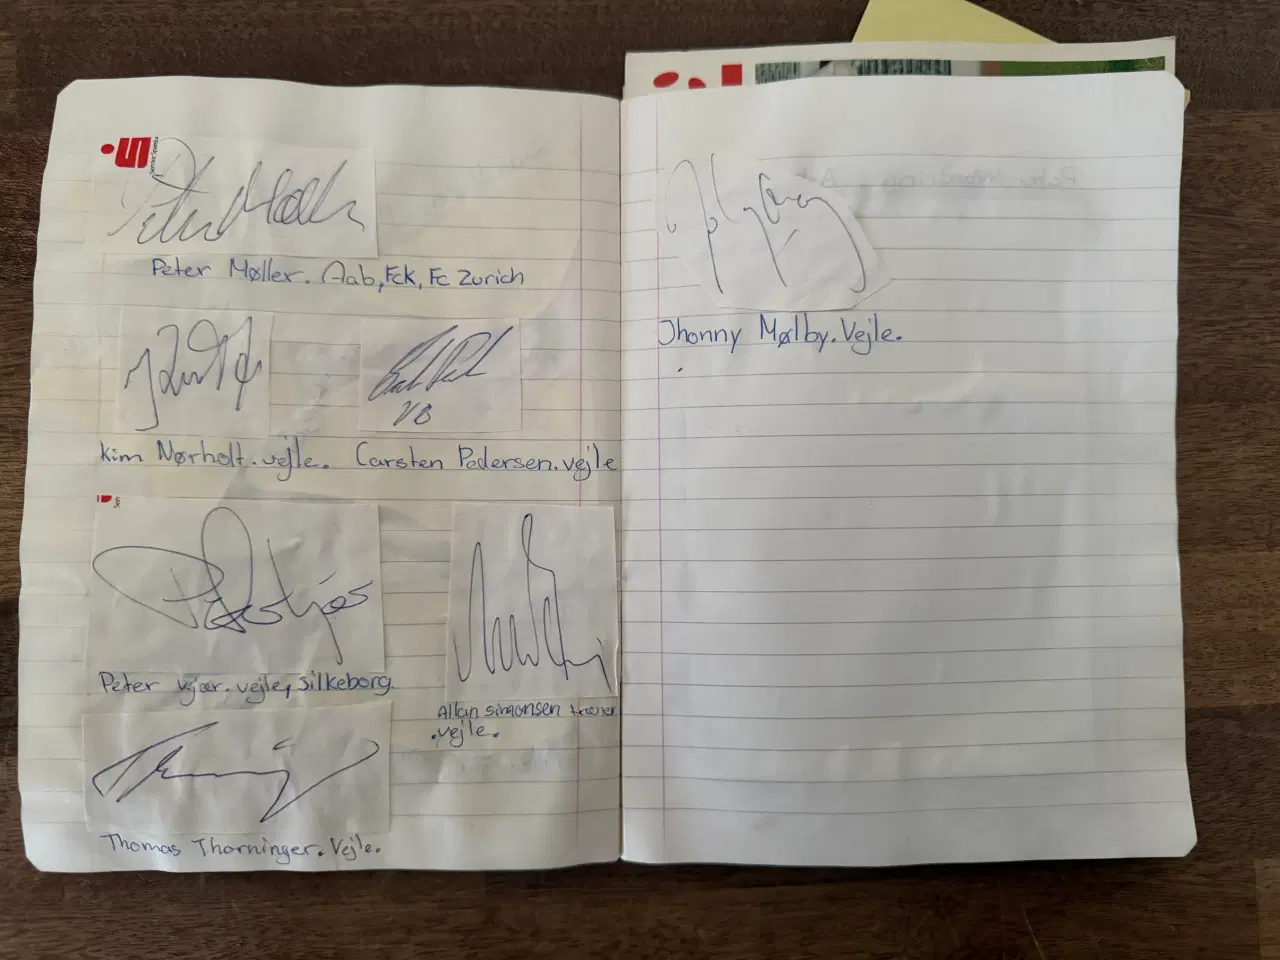 Peter Møller. Aab, Fck, Fc Zurich
Kim Nørholt. vejle. Carsten Pedersen. vejle
VB
Peter kjær. vejle, Silkeborg.
Allan Simonsen træner
.vejle.
Thomas Thorninger. Vejle.
Jhonny Mølby. Vejle.